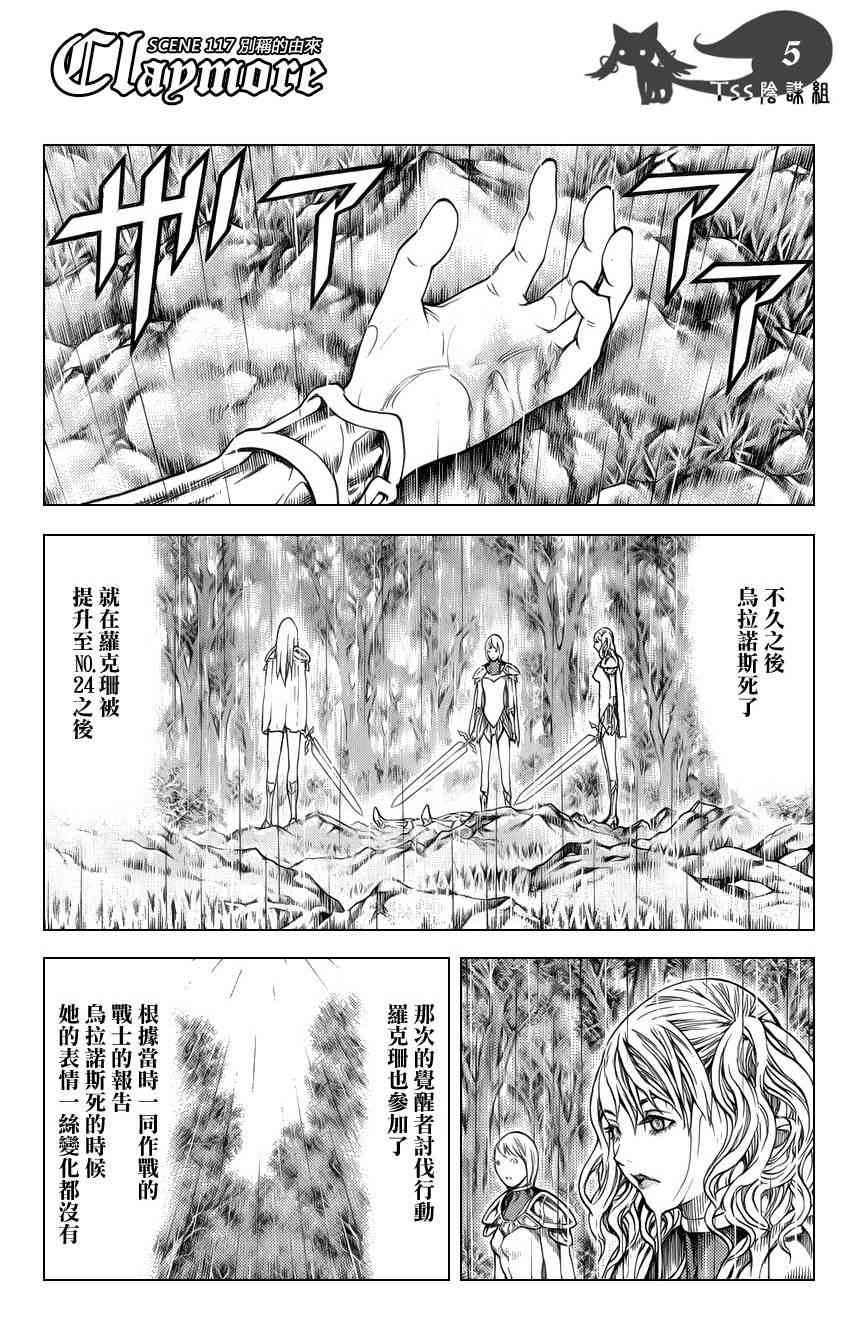 SCENE 117 別稱的由來
Claymore
5
TSS陰謀組
ザァァァ
不久之後
烏拉諾斯死了
就在蘿克珊被
提升至NO.24之後
那次的覺醒者討伐行動
羅克珊也參加了
根據當時一同作戰的
戰士的報告
烏拉諾斯死的時候
她的表情一絲變化都沒有